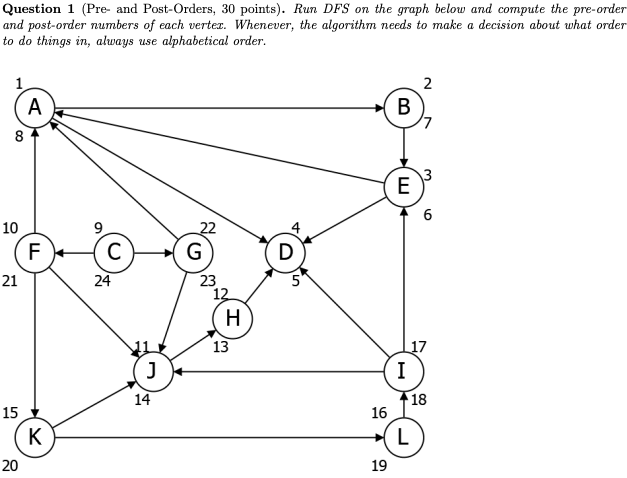 Question 1 (Pre- and Post-Orders, 30 points). Run DFS on the graph below and compute the pre-order
and post-order numbers of each vertex. Whenever, the algorithm needs to make a decision about what order
to do things in, always use alphabetical order.
1 2
A B
8 7
E 3
6
10 9 22 4
F C G D
21 24 23 5
12
H
11 13 17
J I
14 18
15 16
K L
20 19